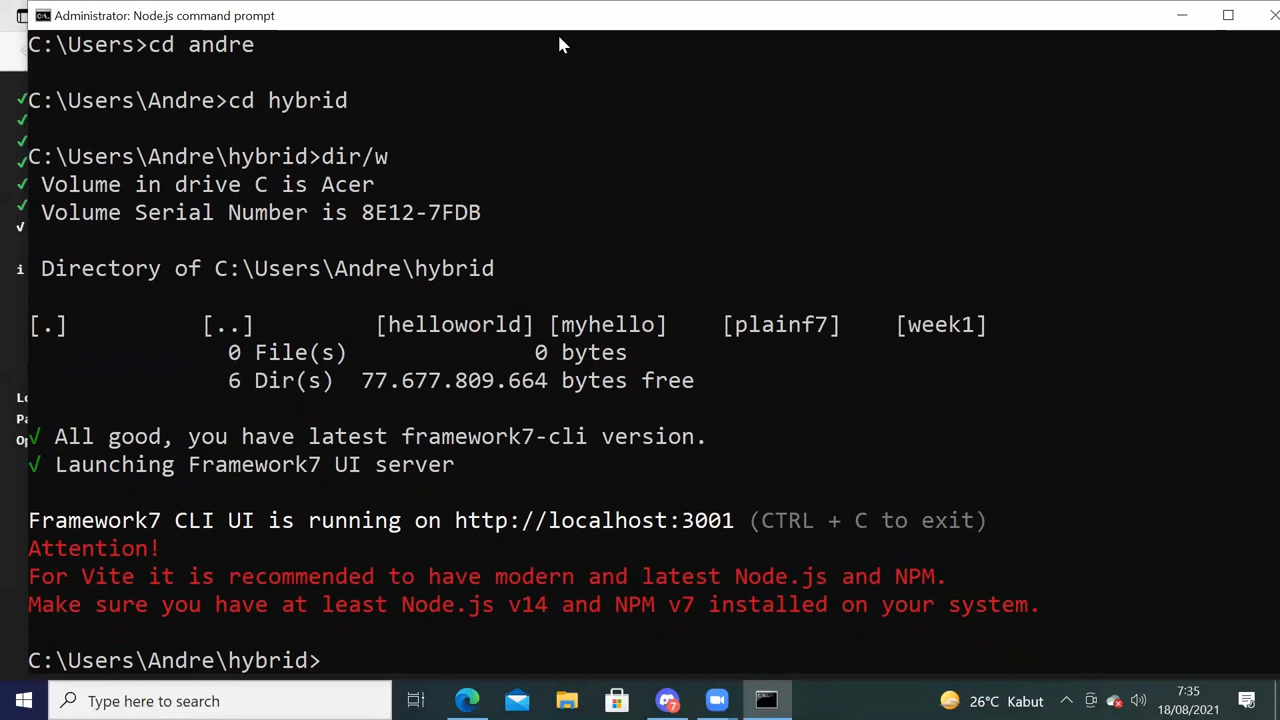 Administrator: Node.js command prompt
C:\Users>cd andre
C:\Users\Andre>cd hybrid
C:\Users\Andre\hybrid>dir/w
Volume in drive C is Acer
Volume Serial Number is 8E12-7FDB
Directory of C:\Users\Andre\hybrid
[.] [..] [helloworld] [myhello] [plainf7] [week1]
0 File(s) 0 bytes
6 Dir(s) 77.677.809.664 bytes free
√ All good, you have latest framework7-cli version.
√ Launching Framework7 UI server
Framework7 CLI UI is running on http://localhost:3001 (CTRL + C to exit)
Attention!
For Vite it is recommended to have modern and latest Node.js and NPM.
Make sure you have at least Node.js v14 and NPM v7 installed on your system.
C:\Users\Andre\hybrid>
Type here to search
7
26°C Kabut
7:35
18/08/2021